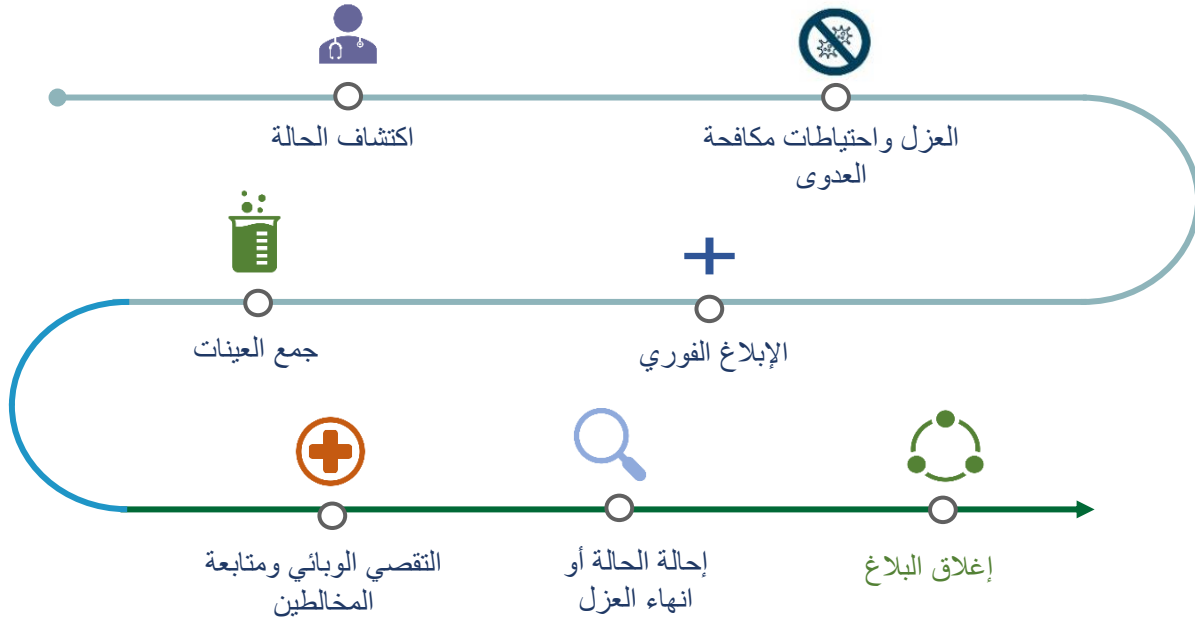 اكتشاف الحالة
العزل واحتياطات مكافحة
العدوى
الإبلاغ الفوري
جمع العينات
التقصي الوبائي ومتابعة
المخالطين
إحالة الحالة أو
انهاء العزل
إغلاق البلاغ